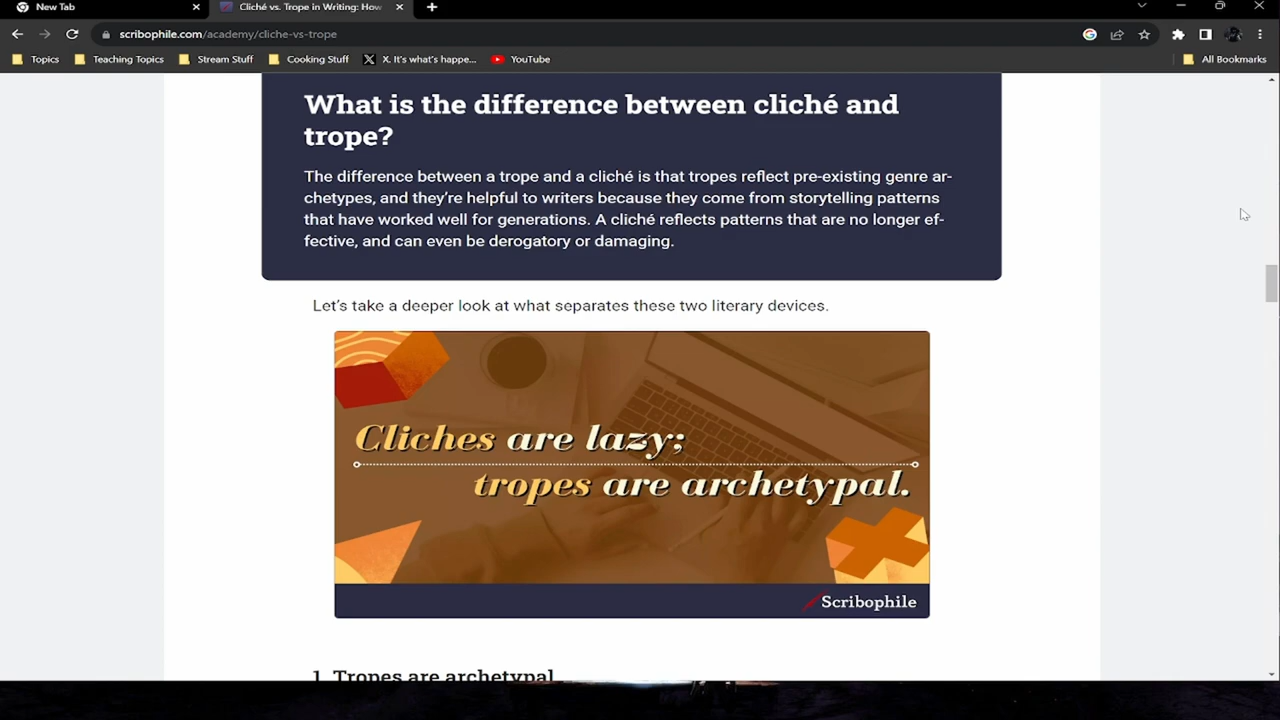 New Tab
Cliché vs. Trope in Writing: How
scribophile.com/academy/cliche-vs-trope
Topics
Teaching Topics
Stream Stuff
Cooking Stuff
X. It's what's happe...
YouTube
All Bookmarks
What is the difference between cliché and
trope?
The difference between a trope and a cliché is that tropes reflect pre-existing genre ar-
chetypes, and they're helpful to writers because they come from storytelling patterns
that have worked well for generations. A cliché reflects patterns that are no longer ef-
fective, and can even be derogatory or damaging.
Let's take a deeper look at what separates these two literary devices.
Cliches are lazy;
tropes are archetypal.
Scribophile
1. Tropes are archetypal